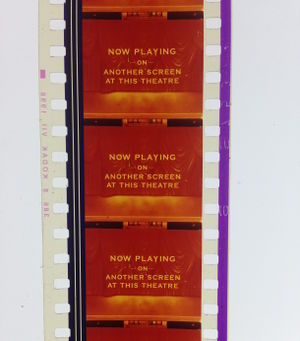 NOW PLAYING
ON
ANOTHER SCREEN
AT THIS THEATRE
NOW PLAYING
ON
ANOTHER SCREEN
AT THIS THEATRE
NOW PLAYING
ON
ANOTHER SCREEN
AT THIS THEATRE
KODAK